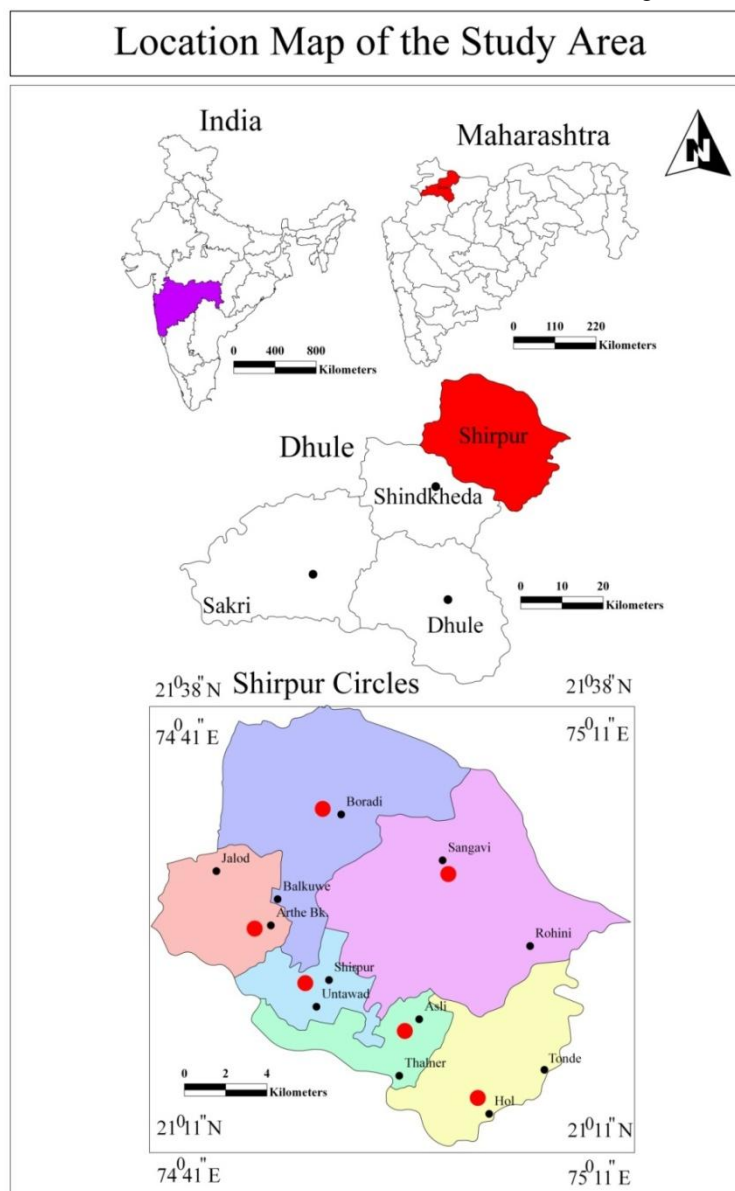 Location Map of the Study Area
India
Maharashtra
N
0 400 800
Kilometers
0 110 220
Kilometers
Dhule
Shirpur
Shindkheda
Sakri
Dhule
0 10 20
Kilometers
Shirpur Circles
21⁰38" N
21⁰38" N
74⁰41" E
75⁰11" E
Boradi
Sangavi
Jalod
Balkuwe
Arthe Bk.
Rohini
Shirpur
Untawad
Asli
Thalner
Tonde
Hol
0 2 4
Kilometers
21⁰11" N
21⁰11" N
74⁰41" E
75⁰11" E